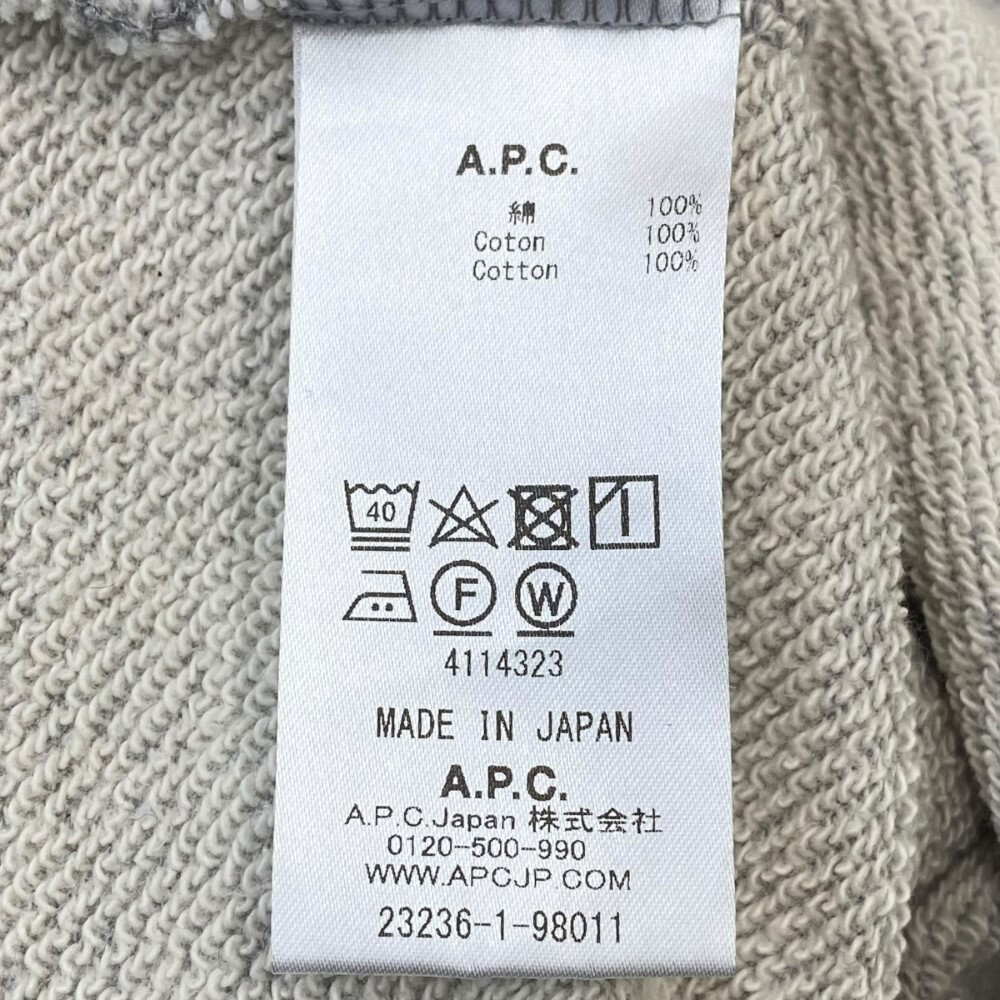 A.P.C.
綿 100%
Coton 100%
Cotton 100%
40
F W
4114323
MADE IN JAPAN
A.P.C.
A.P.C.Japan 株式会社
0120-500-990
WWW.APCJP.COM
23236-1-98011